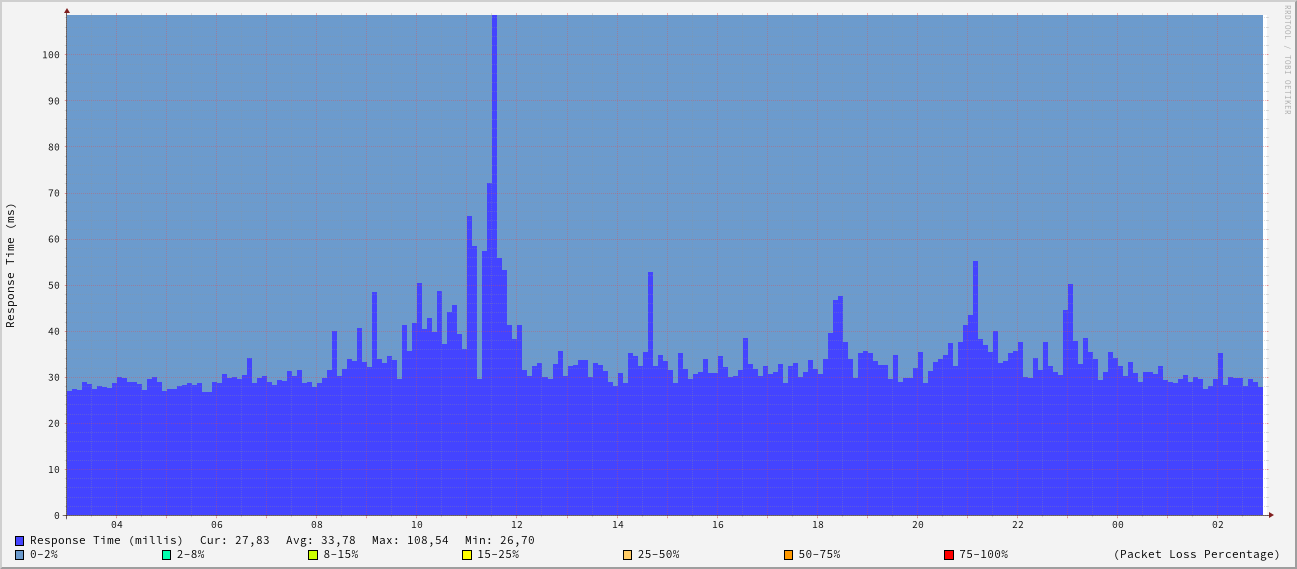 RRDTOOL / TOBI OETIKER
Response Time (ms)
100
90
80
70
60
50
40
30
20
10
0
04 06 08 10 12 14 16 18 20 22 00 02
Response Time (millis) Cur: 27,83 Avg: 33,78 Max: 108,54 Min: 26,70
0-2% 2-8% 8-15% 15-25% 25-50% 50-75% 75-100% (Packet Loss Percentage)